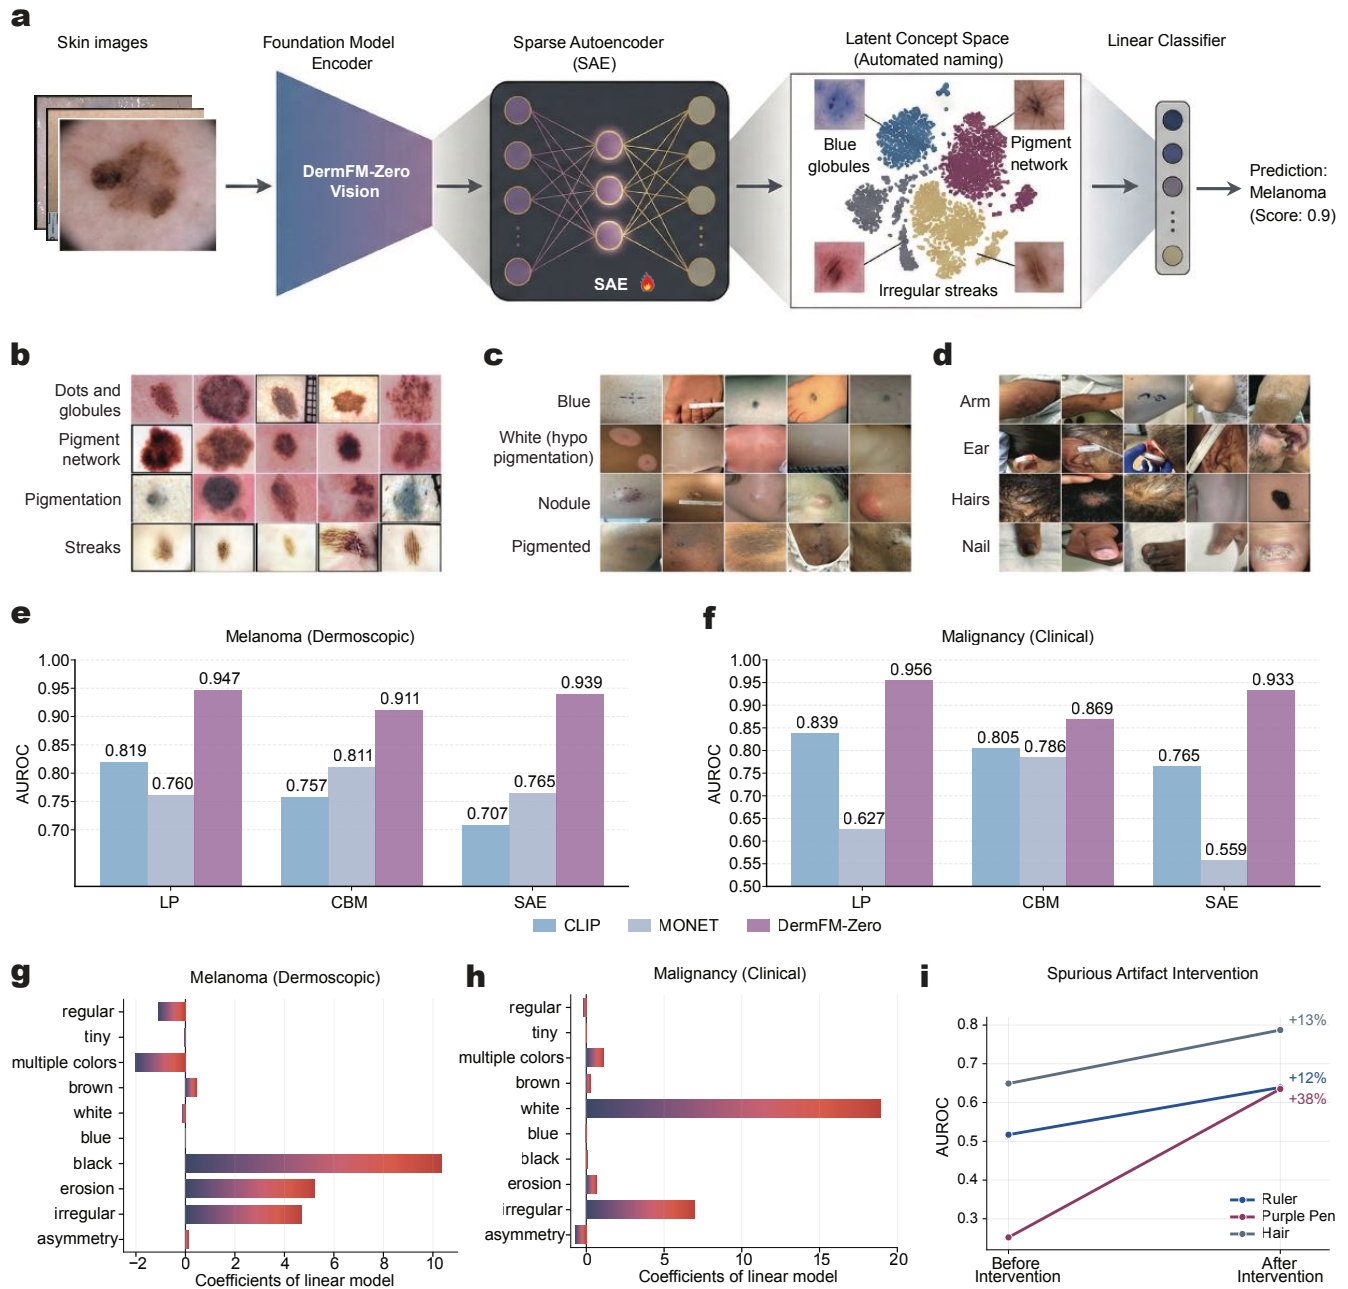 a
Skin images
Foundation Model
Encoder
Sparse Autoencoder
(SAE)
Latent Concept Space
(Automated naming)
Linear Classifier
DermFM-Zero
Vision
SAE
Blue
globules
Pigment
network
Irregular streaks
Prediction:
Melanoma
(Score: 0.9)
b
Dots and
globules
Pigment
network
Pigmentation
Streaks
c
Blue
White (hypo
pigmentation)
Nodule
Pigmented
d
Arm
Ear
Hairs
Nail
e
Melanoma (Dermoscopic)
AUROC
1.00
0.95
0.90
0.85
0.80
0.75
0.70
0.819
0.760
0.947
0.757
0.811
0.911
0.707
0.765
0.939
LP
CBM
SAE
f
Malignancy (Clinical)
AUROC
1.00
0.95
0.90
0.85
0.80
0.75
0.70
0.65
0.60
0.55
0.50
0.839
0.627
0.956
0.805
0.786
0.869
0.765
0.559
0.933
LP
CBM
SAE
CLIP
MONET
DermFM-Zero
g
Melanoma (Dermoscopic)
regular
tiny
multiple colors
brown
white
blue
black
erosion
irregular
asymmetry
−2
0
2
4
6
8
10
Coefficients of linear model
h
Malignancy (Clinical)
regular
tiny
multiple colors
brown
white
blue
black
erosion
irregular
asymmetry
0
5
10
15
20
Coefficients of linear model
i
Spurious Artifact Intervention
AUROC
0.8
0.7
0.6
0.5
0.4
0.3
+13%
+12%
+38%
Ruler
Purple Pen
Hair
Before
Intervention
After
Intervention